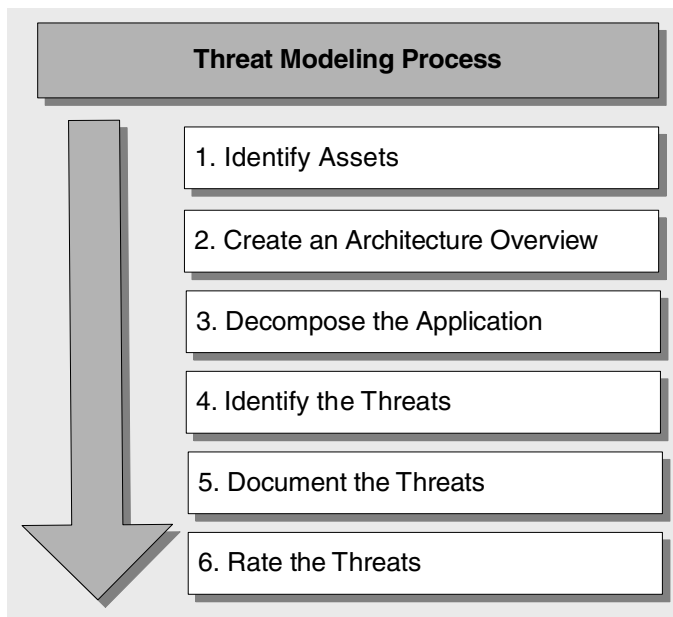 Threat Modeling Process
1. Identify Assets
2. Create an Architecture Overview
3. Decompose the Application
4. Identify the Threats
5. Document the Threats
6. Rate the Threats